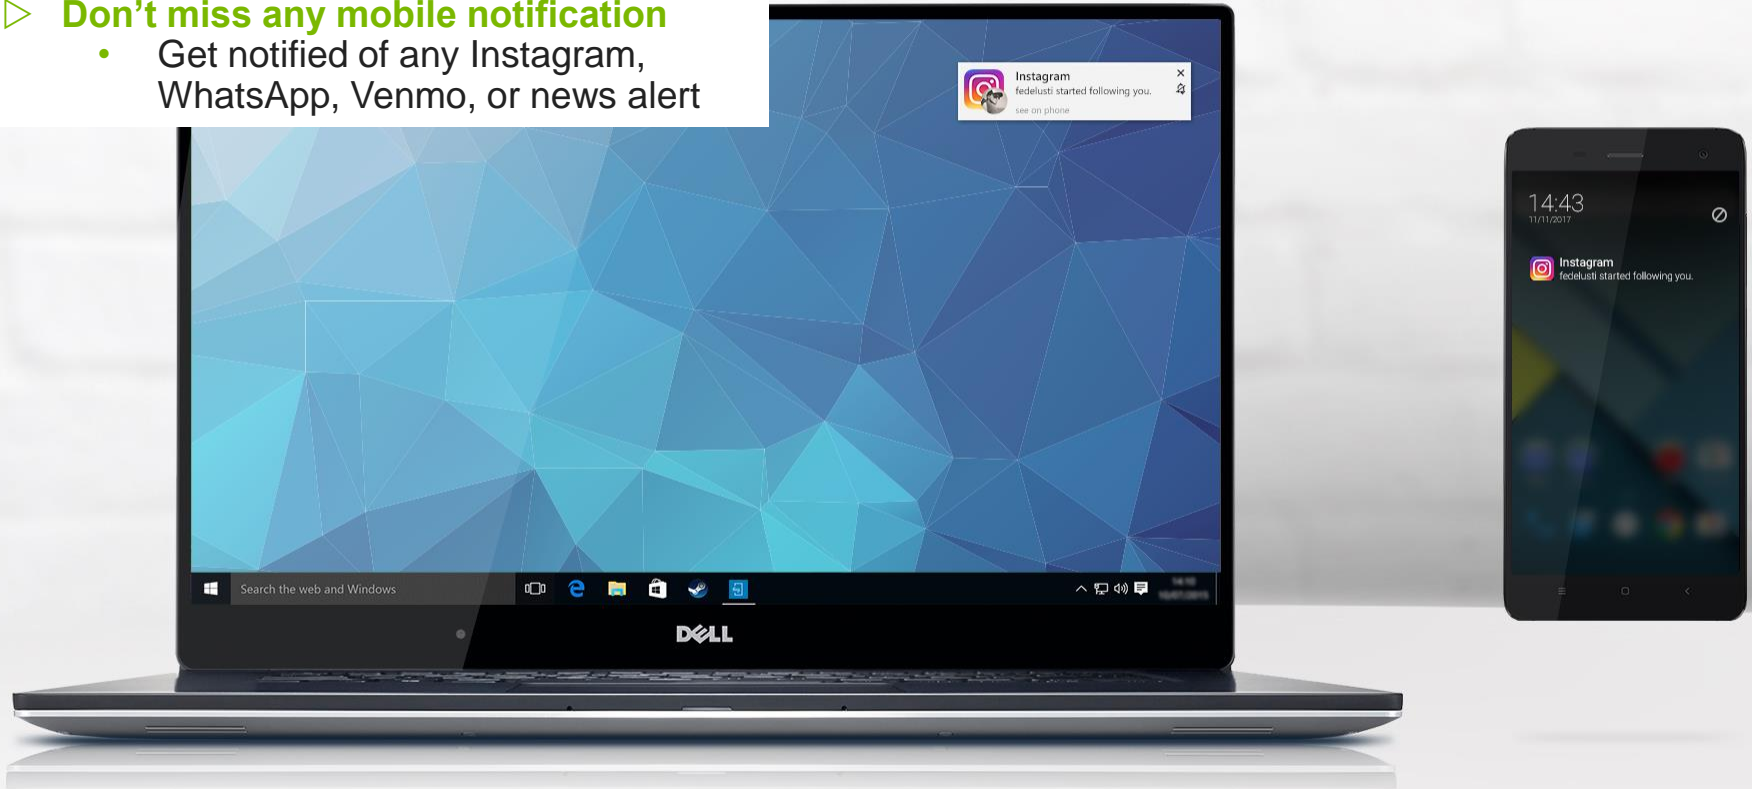 Don’t miss any mobile notification
• Get notified of any Instagram,
WhatsApp, Venmo, or news alert
Instagram
fedelusti started following you.
see on phone
14:43
11/11/2017
Instagram
fedelusti started following you.
Search the web and Windows
DELL